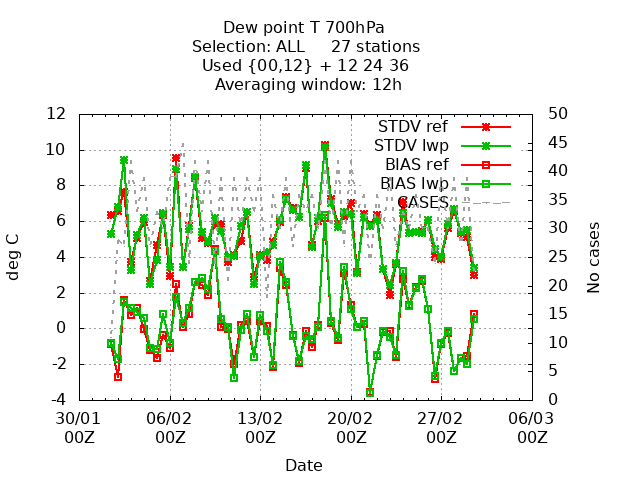 Dew point T 700hPa
Selection: ALL 27 stations
Used {00,12} + 12 24 36
Averaging window: 12h
12 50
10 45
8 40
6 35
4 30
2 25
0 20
-2 15
-4 10
5
0
deg C
No cases
STDV ref
STDV lwp
BIAS ref
BIAS lwp
CASES
30/01 06/02 13/02 20/02 27/02 06/03
00Z 00Z 00Z 00Z 00Z 00Z
Date